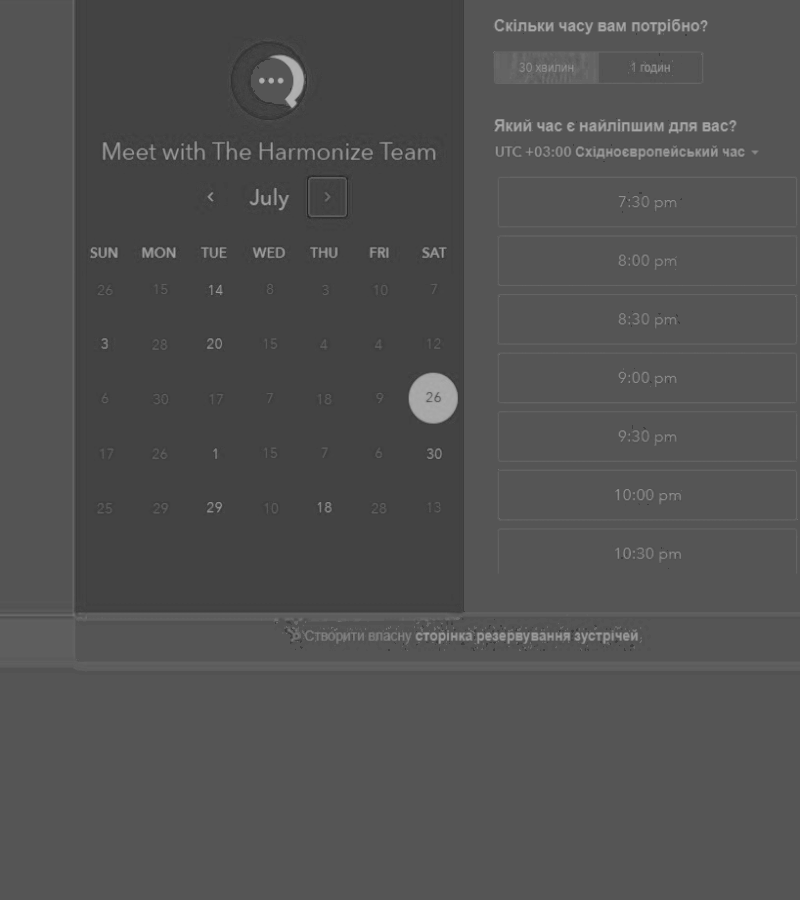 Meet with The Harmonize Team
July
SUN MON TUE WED THU FRI SAT
26 15 14 8 3 10 7
3 28 20 15 4 4 12
6 30 17 7 18 9 26
17 26 1 15 7 6 30
25 29 29 10 18 28 13
Скільки часу вам потрібно?
30 хвилин 1 годин
Який час є найліпшим для вас?
UTC +03:00 Східноєвропейський час
7:30 pm
8:00 pm
8:30 pm
9:00 pm
9:30 pm
10:00 pm
10:30 pm
Створити власну сторінка резервування зустрічей